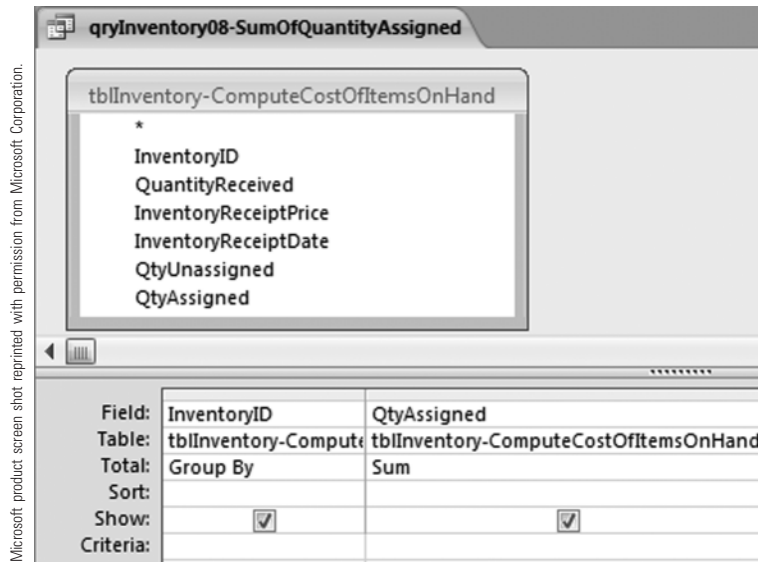 qryInventory08-SumOfQuantityAssigned
tblInventory-ComputeCostOfItemsOnHand
*
InventoryID
QuantityReceived
InventoryReceiptPrice
InventoryReceiptDate
QtyUnassigned
QtyAssigned
Field: InventoryID QtyAssigned
Table: tblInventory-Compute tblInventory-ComputeCostOfItemsOnHand
Total: Group By Sum
Sort:
Show:
Criteria:
Microsoft product screen shot reprinted with permission from Microsoft Corporation.